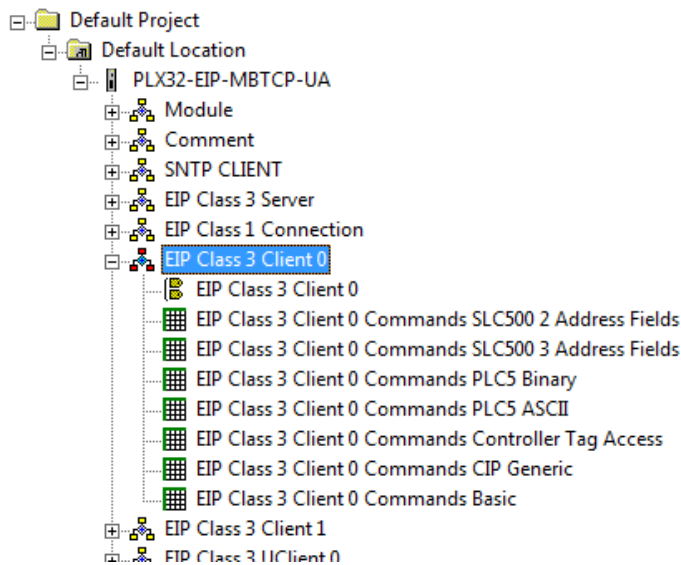 Default Project
Default Location
PLX32-EIP-MBTCP-UA
Module
Comment
SNTP CLIENT
EIP Class 3 Server
EIP Class 1 Connection
EIP Class 3 Client 0
EIP Class 3 Client 0
EIP Class 3 Client 0 Commands SLC500 2 Address Fields
EIP Class 3 Client 0 Commands SLC500 3 Address Fields
EIP Class 3 Client 0 Commands PLC5 Binary
EIP Class 3 Client 0 Commands PLC5 ASCII
EIP Class 3 Client 0 Commands Controller Tag Access
EIP Class 3 Client 0 Commands CIP Generic
EIP Class 3 Client 0 Commands Basic
EIP Class 3 Client 1
EIP Class 3 UClient 0